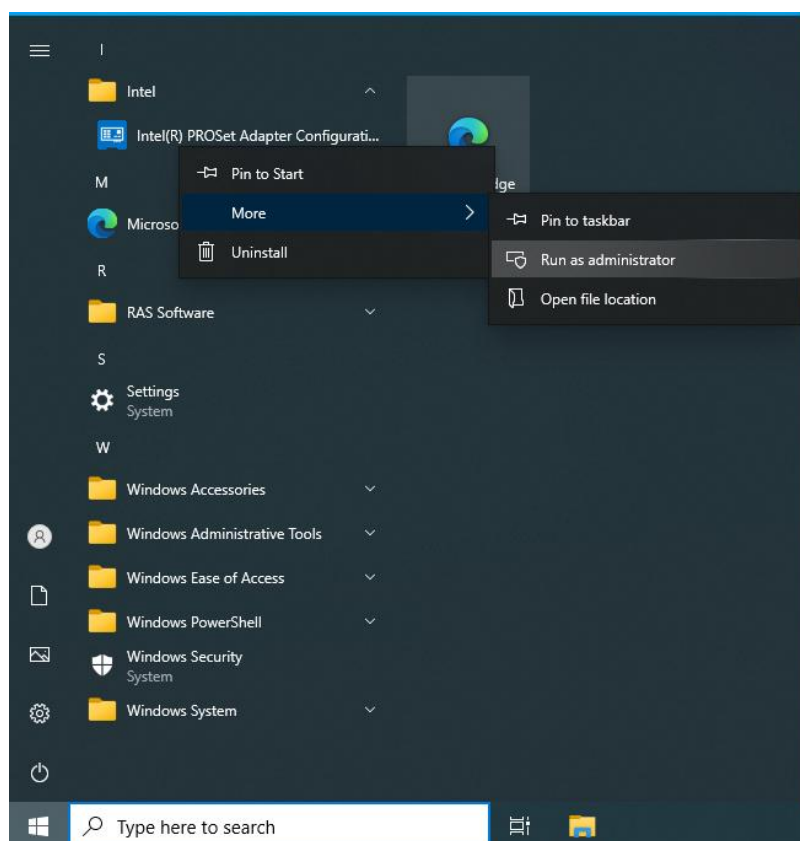 I
Intel
Intel(R) PROSet Adapter Configurati...
M
Pin to Start
dge
More
Pin to taskbar
Microso
Uninstall
Run as administrator
R
Open file location
RAS Software
S
Settings
System
W
Windows Accessories
Windows Administrative Tools
Windows Ease of Access
Windows PowerShell
Windows Security
System
Windows System
Type here to search